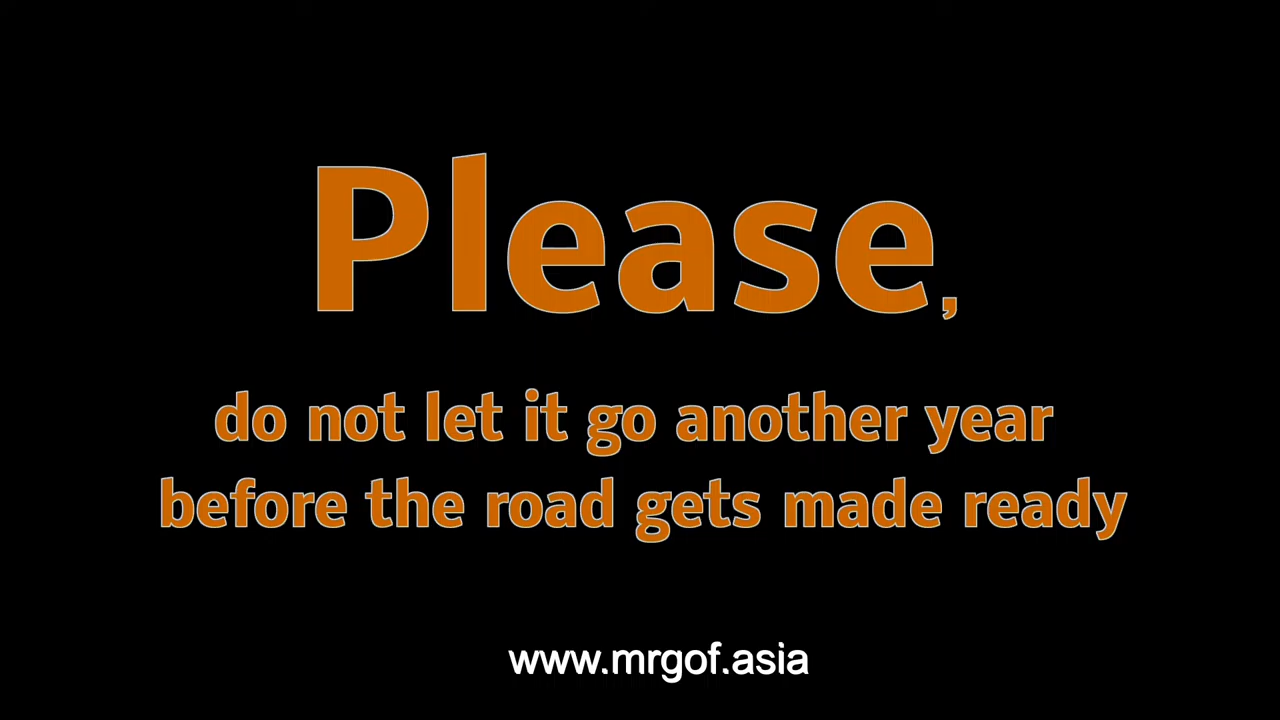 Please,
do not let it go another year
before the road gets made ready
www.mrgof.asia